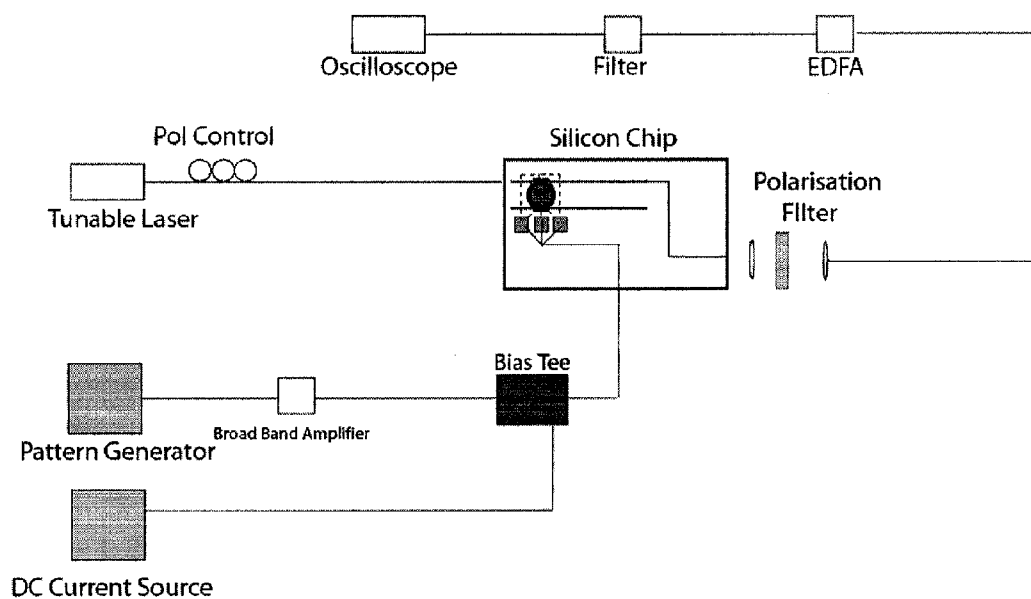 Oscilloscope
Filter
EDFA
Pol Control
Silicon Chip
Tunable Laser
Polarisation
FIlter
Bias Tee
Pattern Generator
Broad Band Amplifier
DC Current Source